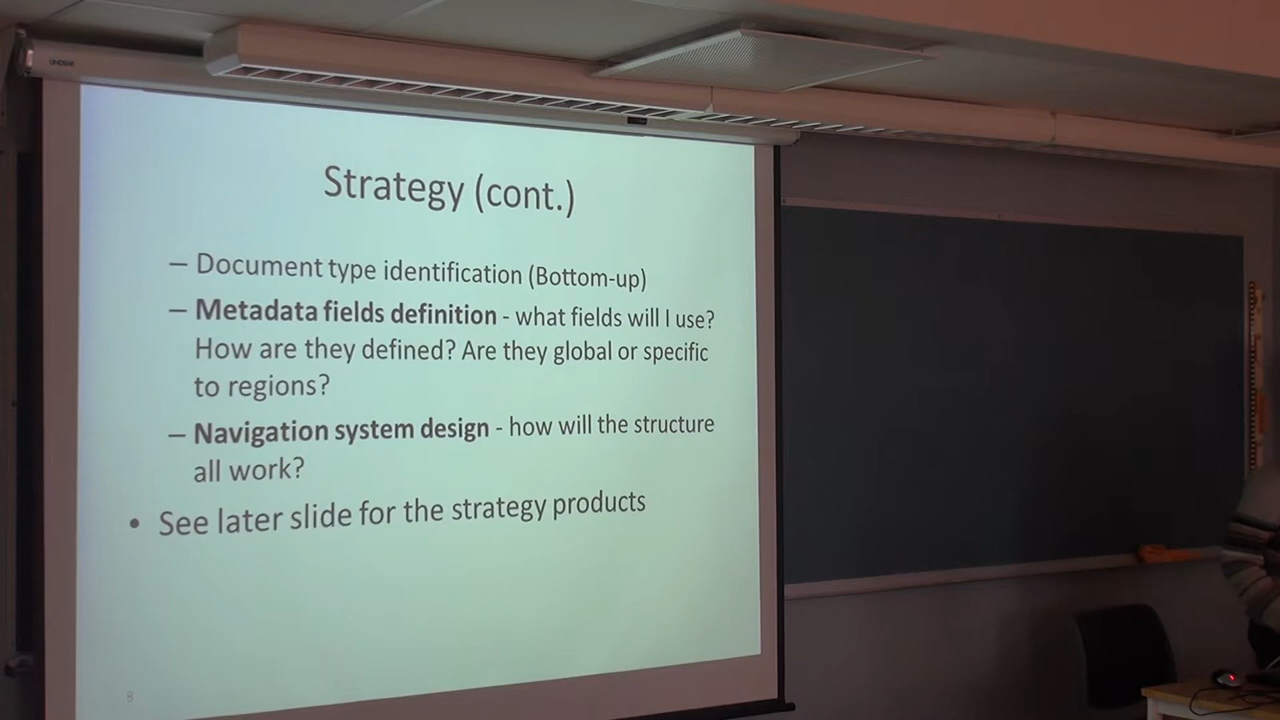 Strategy (cont.)
– Document type identification (Bottom-up)
– Metadata fields definition - what fields will I use?
How are they defined? Are they global or specific
to regions?
– Navigation system design - how will the structure
all work?
• See later slide for the strategy products
8